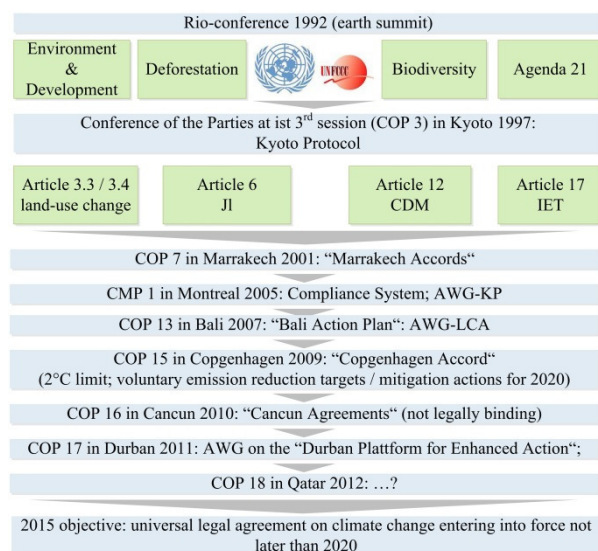 Rio-conference 1992 (earth summit)
Environment
&
Development
Deforestation
UNFCCC
Biodiversity
Agenda 21
Conference of the Parties at ist 3rd session (COP 3) in Kyoto 1997:
Kyoto Protocol
Article 3.3 / 3.4
land-use change
Article 6
JI
Article 12
CDM
Article 17
IET
COP 7 in Marrakech 2001: “Marrakech Accords“
CMP 1 in Montreal 2005: Compliance System; AWG-KP
COP 13 in Bali 2007: “Bali Action Plan“: AWG-LCA
COP 15 in Copgenhagen 2009: “Copgenhagen Accord“
(2°C limit; voluntary emission reduction targets / mitigation actions for 2020)
COP 16 in Cancun 2010: “Cancun Agreements“ (not legally binding)
COP 17 in Durban 2011: AWG on the “Durban Plattform for Enhanced Action“;
COP 18 in Qatar 2012: …?
2015 objective: universal legal agreement on climate change entering into force not
later than 2020